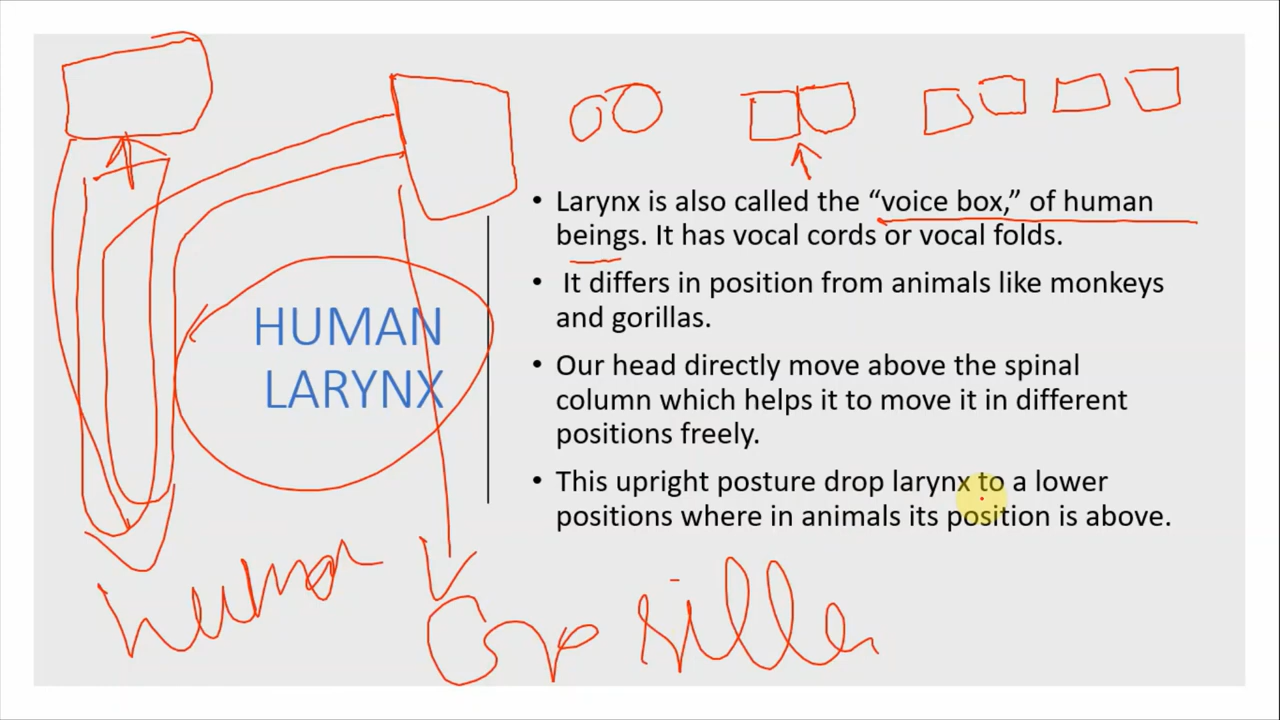 HUMAN
LARYNX
• Larynx is also called the “voice box,” of human
beings. It has vocal cords or vocal folds.
• It differs in position from animals like monkeys
and gorillas.
• Our head directly move above the spinal
column which helps it to move it in different
positions freely.
• This upright posture drop larynx to a lower
positions where in animals its position is above.
human